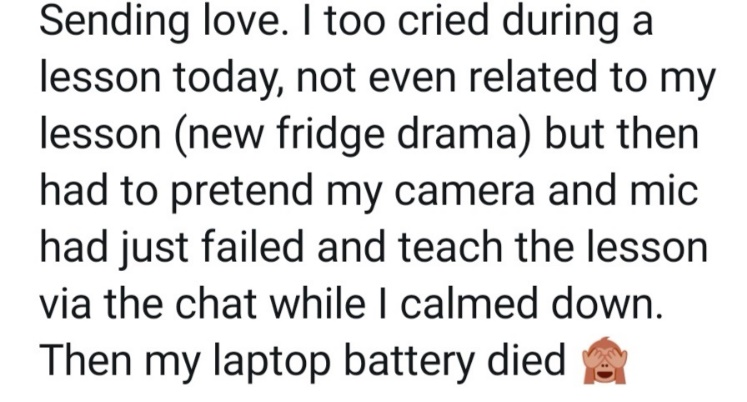 Sending love. I too cried during a
lesson today, not even related to my
lesson (new fridge drama) but then
had to pretend my camera and mic
had just failed and teach the lesson
via the chat while I calmed down.
Then my laptop battery died 🙈